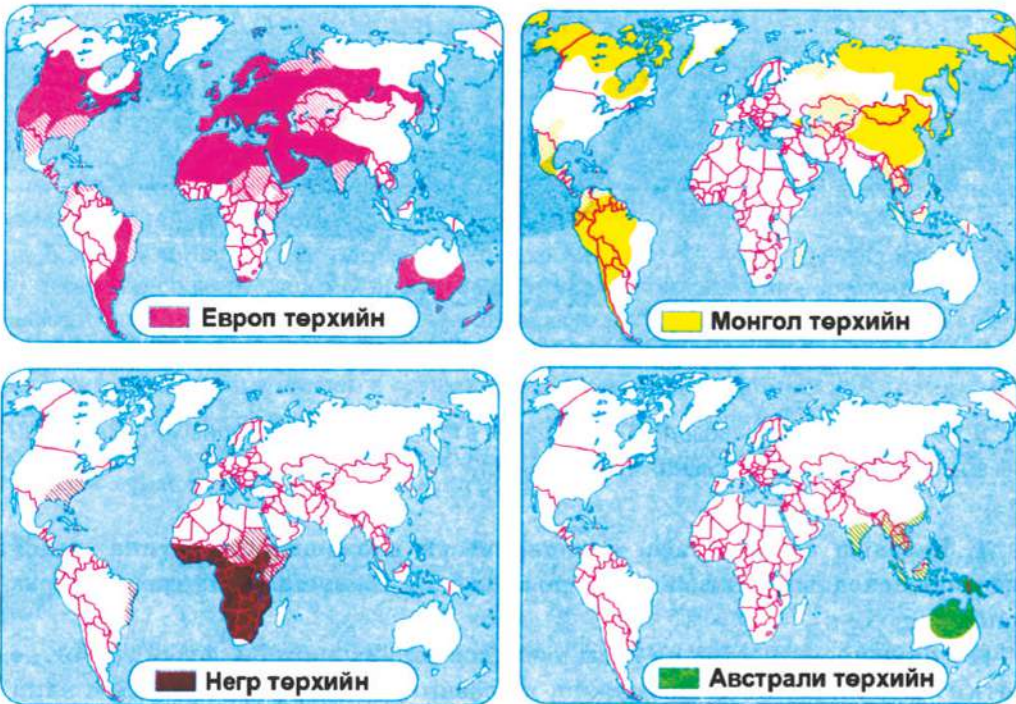 Европ төрхийн
Монгол төрхийн
Негр төрхийн
Австрали төрхийн